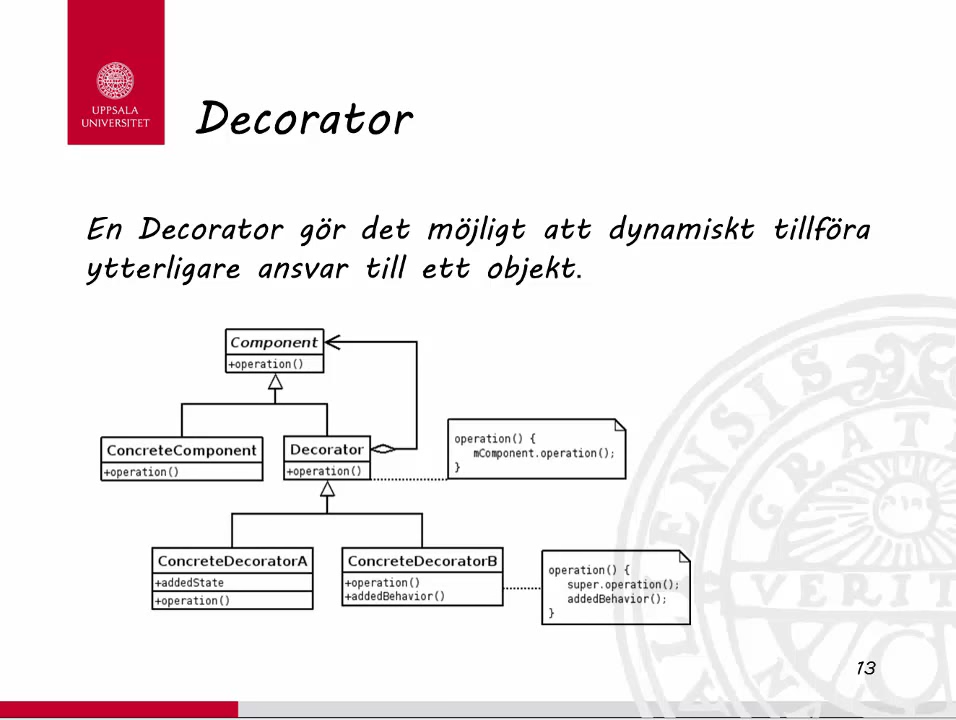 UPPSALA
UNIVERSITET
Decorator
En Decorator gör det möjligt att dynamiskt tillföra
ytterligare ansvar till ett objekt.
Component
+operation()
ConcreteComponent
+operation()
Decorator
+operation()
operation() {
mComponent.operation();
}
ConcreteDecoratorA
+addedState
+operation()
ConcreteDecoratorB
+operation()
+addedBehavior()
operation() {
super.operation();
addedBehavior();
}
13